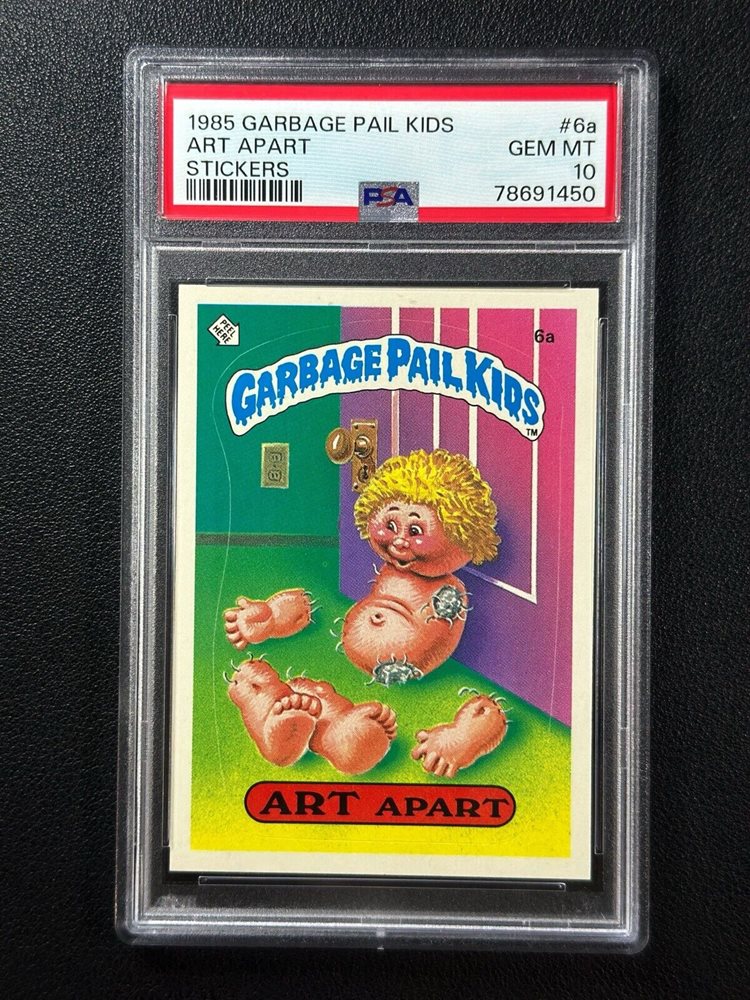 1985 GARBAGE PAIL KIDS #6a
ART APART GEM MT
STICKERS 10
PSA 78691450
PEEL
HERE
6a
GARBAGE PAIL KIDS
TM
ART APART